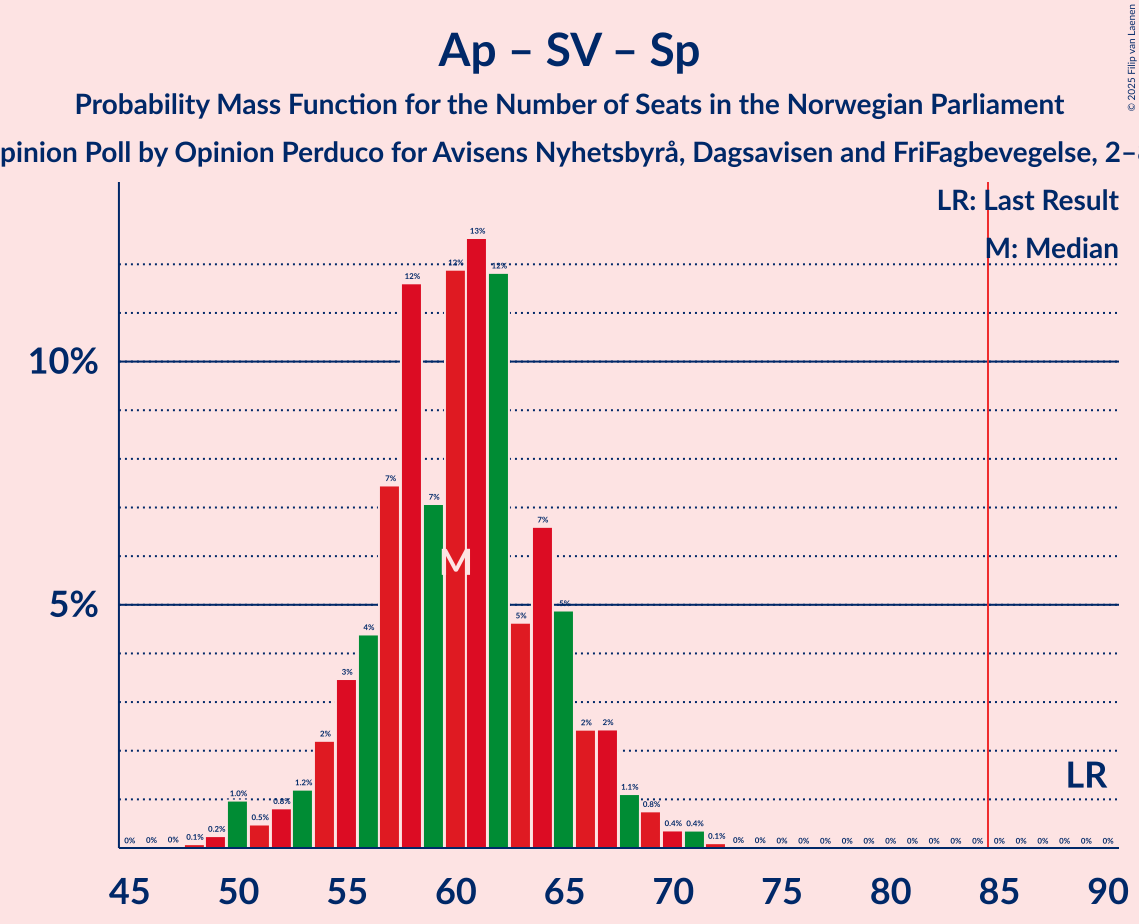 Ap – SV – Sp
Probability Mass Function for the Number of Seats in the Norwegian Parliament
pinion Poll by Opinion Perduco for Avisens Nyhetsbyrå, Dagsavisen and FriFagbevegelse, 2–
© 2025 Filip van Laenen
LR: Last Result
M: Median
13%
12% 12% 12%
10%
7% 7% 7%
M
5%
5% 5%
4%
3%
2% 2% 2%
LR
1.0% 0.5% 0.8% 1.2% 1.1% 0.8%
0% 0% 0% 0.1% 0.2% 0.4% 0.4% 0.1% 0% 0% 0% 0% 0% 0% 0% 0% 0% 0% 0% 0% 0% 0% 0% 0% 0% 0%
45 50 55 60 65 70 75 80 85 90